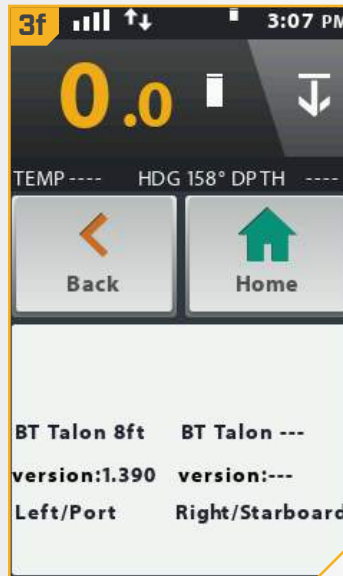 3f 3:07 PM
0.0
TEMP ---- HDG 158° DPTH ----
Back Home
BT Talon 8ft BT Talon ---
version:1.390 version:---
Left/Port Right/Starboard